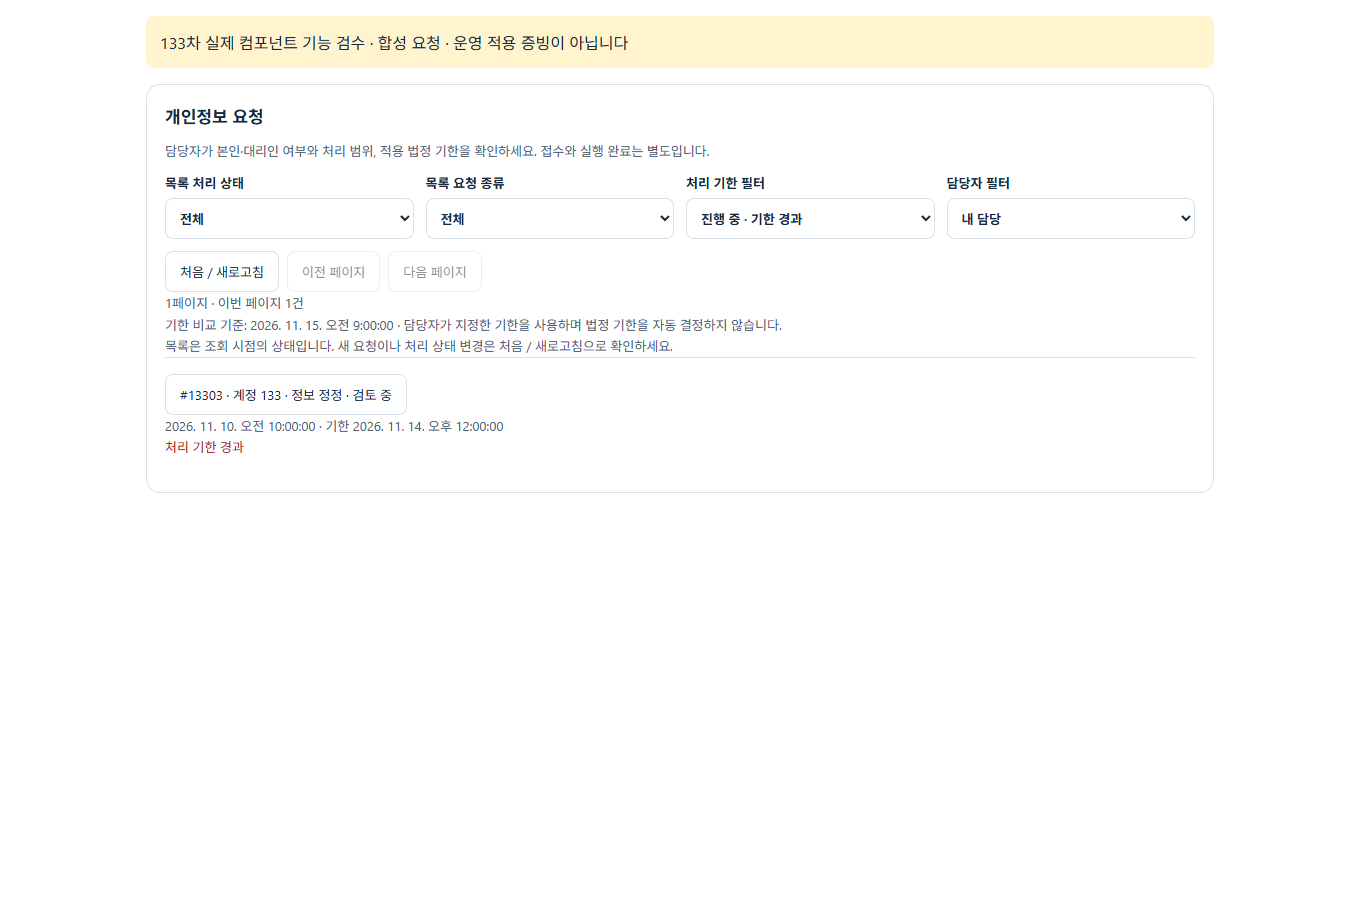 133차 실제 컴포넌트 기능 검수 · 합성 요청 · 운영 적용 증빙이 아닙니다
개인정보 요청
담당자가 본인·대리인 여부와 처리 범위, 적용 법정 기한을 확인하세요. 접수와 실행 완료는 별도입니다.
목록 처리 상태 목록 요청 종류 처리 기한 필터 담당자 필터
전체 전체 진행 중 · 기한 경과 내 담당
처음 / 새로고침 이전 페이지 다음 페이지
1페이지 · 이번 페이지 1건
기한 비교 기준: 2026. 11. 15. 오전 9:00:00 · 담당자가 지정한 기한을 사용하며 법정 기한을 자동 결정하지 않습니다.
목록은 조회 시점의 상태입니다. 새 요청이나 처리 상태 변경은 처음 / 새로고침으로 확인하세요.
#13303 · 계정 133 · 정보 정정 · 검토 중
2026. 11. 10. 오전 10:00:00 · 기한 2026. 11. 14. 오후 12:00:00
처리 기한 경과